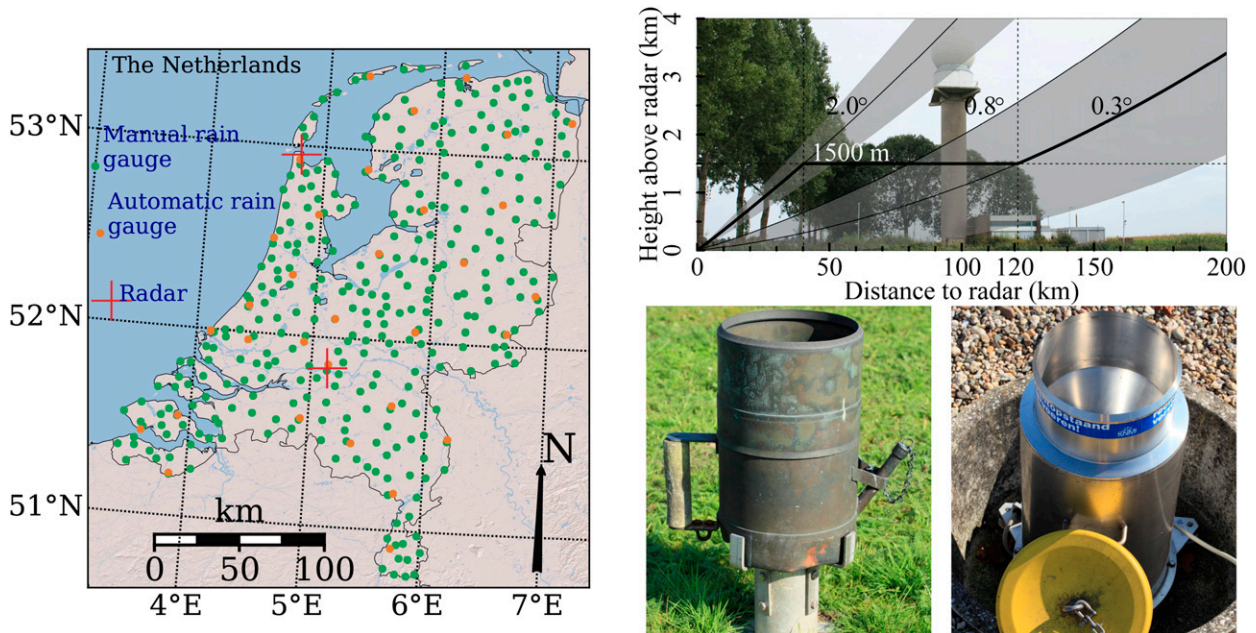 The Netherlands
53°N
Manual rain
gauge
Automatic rain
gauge
Radar
52°N
51°N
N
km
0 50 100
4°E 5°E 6°E 7°E
Height above radar (km)
4
3
2
1
0
2.0° 0.8° 0.3°
1500 m
0 50 100 120 200
Distance to radar (km)
KNMI